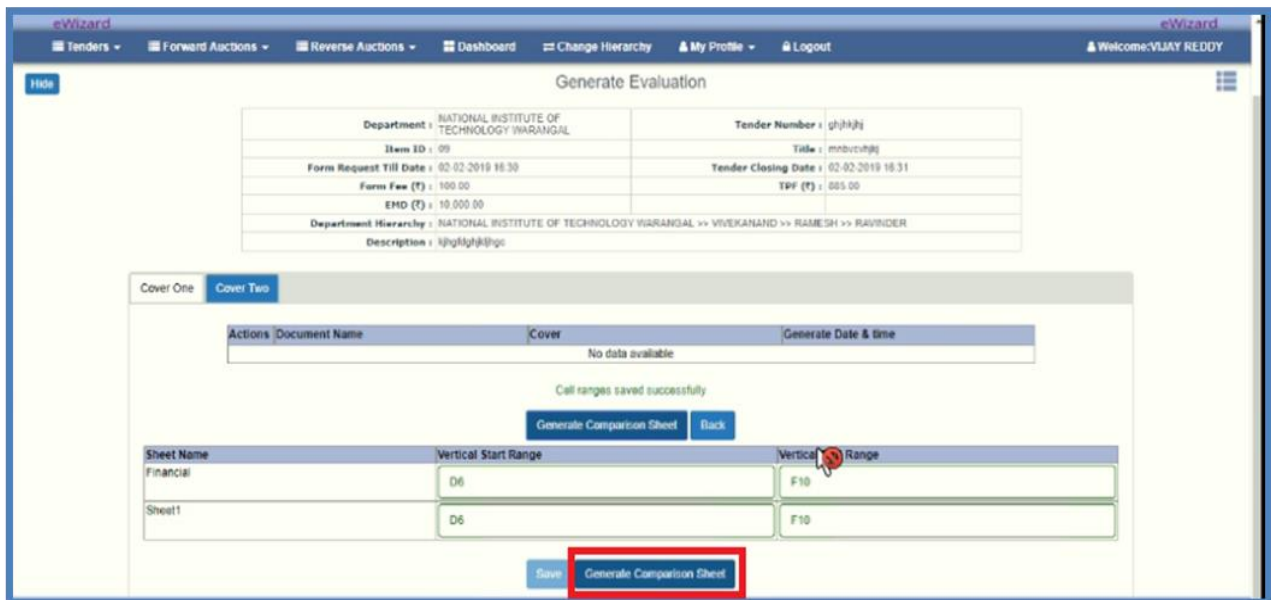 eWizard eWizard
Tenders Forward Auctions Reverse Auctions Dashboard Change Hierarchy My Profile Logout Welcome:VIJAY REDDY
Hide Generate Evaluation
Department : NATIONAL INSTITUTE OF TECHNOLOGY WARANGAL Tender Number : ghjhkjhj
Item ID : 09 Title :
Form Request Till Date : 02-02-2019 16:30 Tender Closing Date : 02-02-2019 16:31
Form Fee (₹) : 100.00 TPF (₹) : 885.00
EMD (₹) : 10,000.00
Department Hierarchy : NATIONAL INSTITUTE OF TECHNOLOGY WARANGAL >> VIVEKANAND >> RAMESH >> RAVINDER
Description :
Cover One Cover Two
Actions Document Name Cover Generate Date & time
No data available
Cell ranges saved successfully
Generate Comparison Sheet Back
Sheet Name Vertical Start Range Vertical Range
Financial D6 F10
Sheet1 D6 F10
Save Generate Comparison Sheet